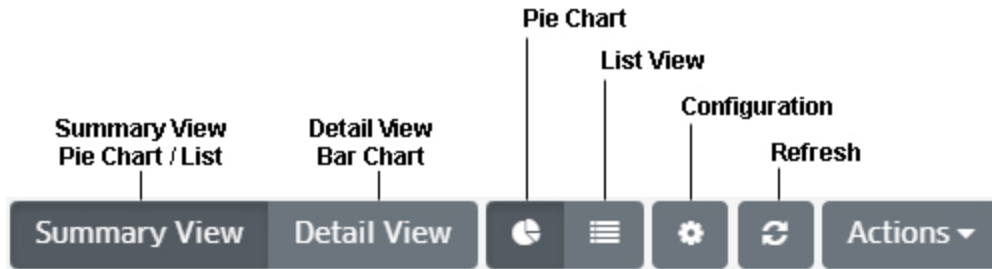 Pie Chart
List View
Configuration
Summary View
Pie Chart / List
Detail View
Bar Chart
Refresh
Summary View
Detail View
Actions